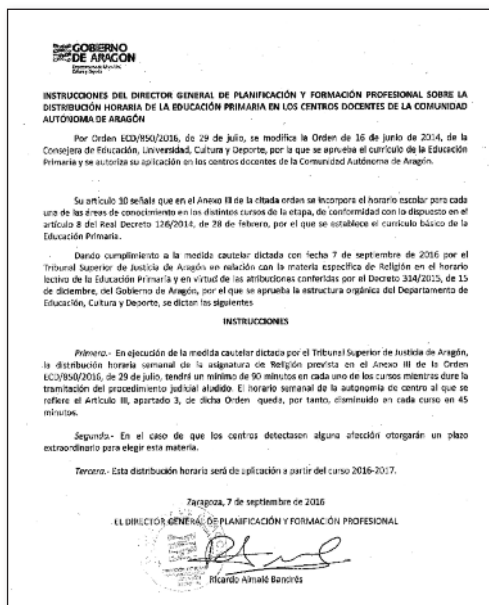 GOBIERNO
DE ARAGON
INSTRUCCIONES DEL DIRECTOR GENERAL DE PLANIFICACIÓN Y FORMACIÓN PROFESIONAL SOBRE LA
DISTRIBUCIÓN HORARIA DE LA EDUCACIÓN PRIMARIA EN LOS CENTROS DOCENTES DE LA COMUNIDAD
AUTÓNOMA DE ARAGÓN
Por Orden ECD/850/2016, de 29 de julio, se modifica la Orden de 16 de junio de 2014, de la
Consejera de Educación, Universidad, Cultura y Deporte, por la que se aprueba el currículo de la Educación
Primaria y se autoriza su aplicación en los centros docentes de la Comunidad Autónoma de Aragón.
Su artículo 10 señala que en el Anexo III de la citada orden se incorpora el horario escolar para cada
una de las áreas de conocimiento en los distintos cursos de la etapa, de conformidad con lo dispuesto en el
artículo 8 del Real Decreto 126/2014, de 28 de febrero, por el que se establece el currículo básico de la
Educación Primaria.
Dando cumplimiento a la medida cautelar dictada con fecha 7 de septiembre de 2016 por el
Tribunal Superior de Justicia de Aragón en relación con la materia específica de Religión en el horario
lectivo de la Educación Primaria y en virtud de las atribuciones conferidas por el Decreto 314/2015, de 15
de diciembre, del Gobierno de Aragón, por el que se aprueba la estructura orgánica del Departamento de
Educación, Cultura y Deporte, se dictan las siguientes
INSTRUCCIONES
Primera.- En ejecución de la medida cautelar dictada por el Tribunal Superior de Justicia de Aragón,
la distribución horaria semanal de la asignatura de Religión prevista en el Anexo III de la Orden
ECD/850/2016, de 29 de julio, tendrá un mínimo de 90 minutos en cada uno de los cursos mientras dure la
tramitación del procedimiento judicial aludido. El horario semanal de la autonomía de centro al que se
refiere el Artículo III, apartado 3, de dicha Orden queda, por tanto, disminuido en cada curso en 45
minutos.
Segunda.- En el caso de que los centros detectasen alguna afección otorgarán un plazo
extraordinario para elegir esta materia.
Tercera.- Esta distribución horaria será de aplicación a partir del curso 2016-2017.
Zaragoza, 7 de septiembre de 2016
EL DIRECTOR GENERAL DE PLANIFICACIÓN Y FORMACIÓN PROFESIONAL
Ricardo Almalé Bandrés